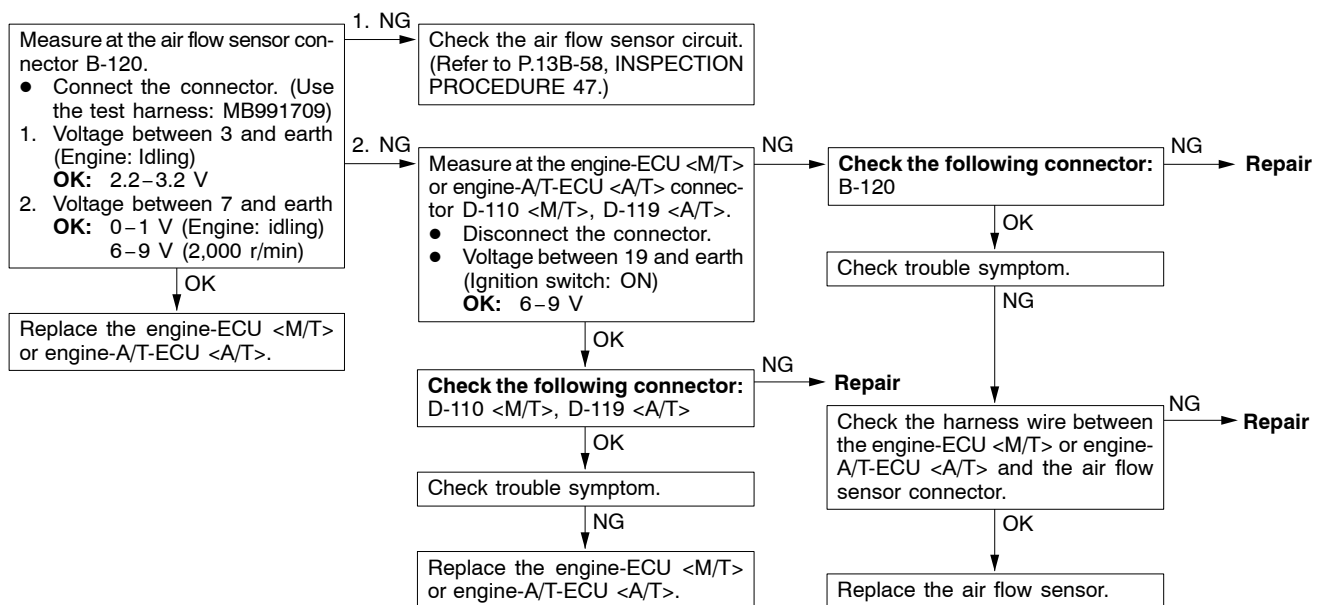 Measure at the air flow sensor con-
nector B-120.
● Connect the connector. (Use
the test harness: MB991709)
1. Voltage between 3 and earth
(Engine: Idling)
OK: 2.2–3.2 V
2. Voltage between 7 and earth
OK: 0–1 V (Engine: idling)
6–9 V (2,000 r/min)
OK
Replace the engine-ECU <M/T>
or engine-A/T-ECU <A/T>.
1. NG
Check the air flow sensor circuit.
(Refer to P.13B-58, INSPECTION
PROCEDURE 47.)
2. NG
Measure at the engine-ECU <M/T>
or engine-A/T-ECU <A/T> connec-
tor D-110 <M/T>, D-119 <A/T>.
● Disconnect the connector.
● Voltage between 19 and earth
(Ignition switch: ON)
OK: 6–9 V
OK
Check the following connector:
D-110 <M/T>, D-119 <A/T>
NG
Repair
OK
Check trouble symptom.
NG
Replace the engine-ECU <M/T>
or engine-A/T-ECU <A/T>.
NG
Check the following connector:
B-120
NG
Repair
OK
Check trouble symptom.
NG
Check the harness wire between
the engine-ECU <M/T> or engine-
A/T-ECU <A/T> and the air flow
sensor connector.
NG
Repair
OK
Replace the air flow sensor.